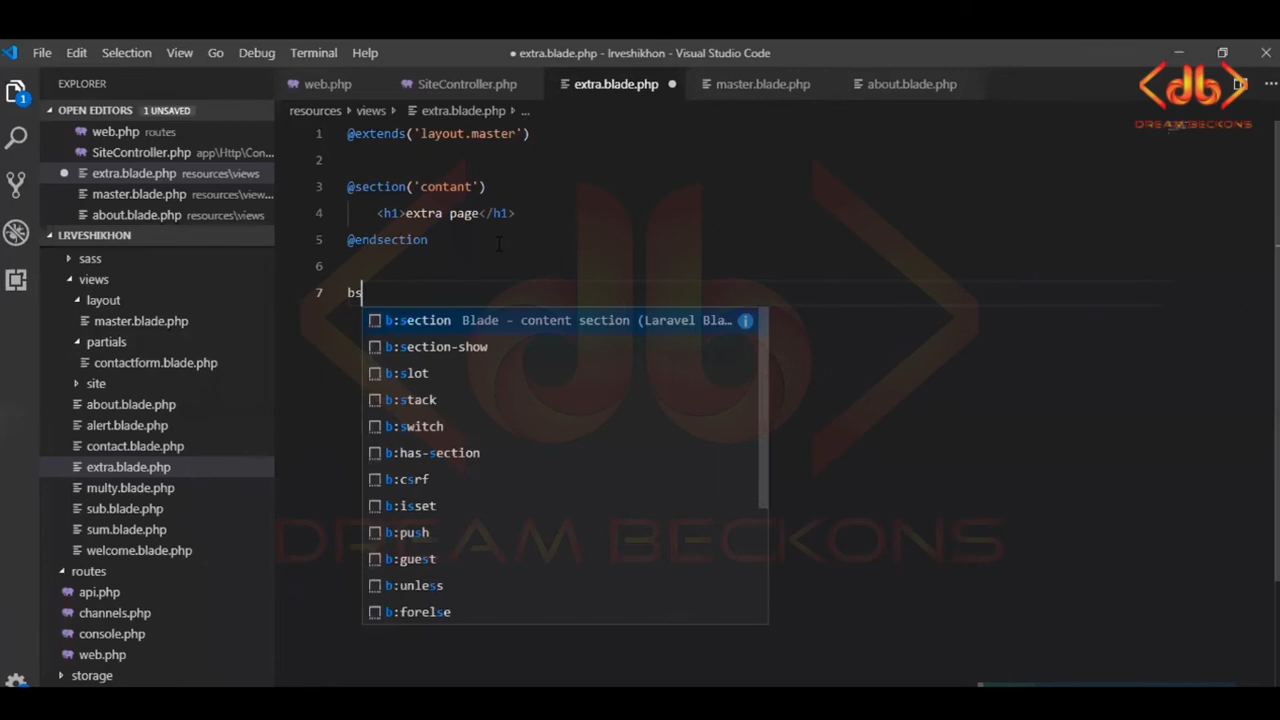 File Edit Selection View Go Debug Terminal Help
● extra.blade.php - lrveshikhon - Visual Studio Code
EXPLORER
OPEN EDITORS 1 UNSAVED
web.php routes
SiteController.php app\Http\Con...
extra.blade.php resources\views
master.blade.php resources\view...
about.blade.php resources\views
LRVESHIKHON
sass
views
layout
master.blade.php
partials
contactform.blade.php
site
about.blade.php
alert.blade.php
contact.blade.php
extra.blade.php
multy.blade.php
sub.blade.php
sum.blade.php
welcome.blade.php
routes
api.php
channels.php
console.php
web.php
storage
1
web.php SiteController.php extra.blade.php master.blade.php about.blade.php
resources > views > extra.blade.php > ...
1 @extends('layout.master')
2
3 @section('contant')
4 <h1>extra page</h1>
5 @endsection
6
7 bs
b:section Blade - content section (Laravel Bla...
b:section-show
b:slot
b:stack
b:switch
b:has-section
b:csrf
b:isset
b:push
b:guest
b:unless
b:forelse
db
DREAM BECKONS
DREAM BECKONS